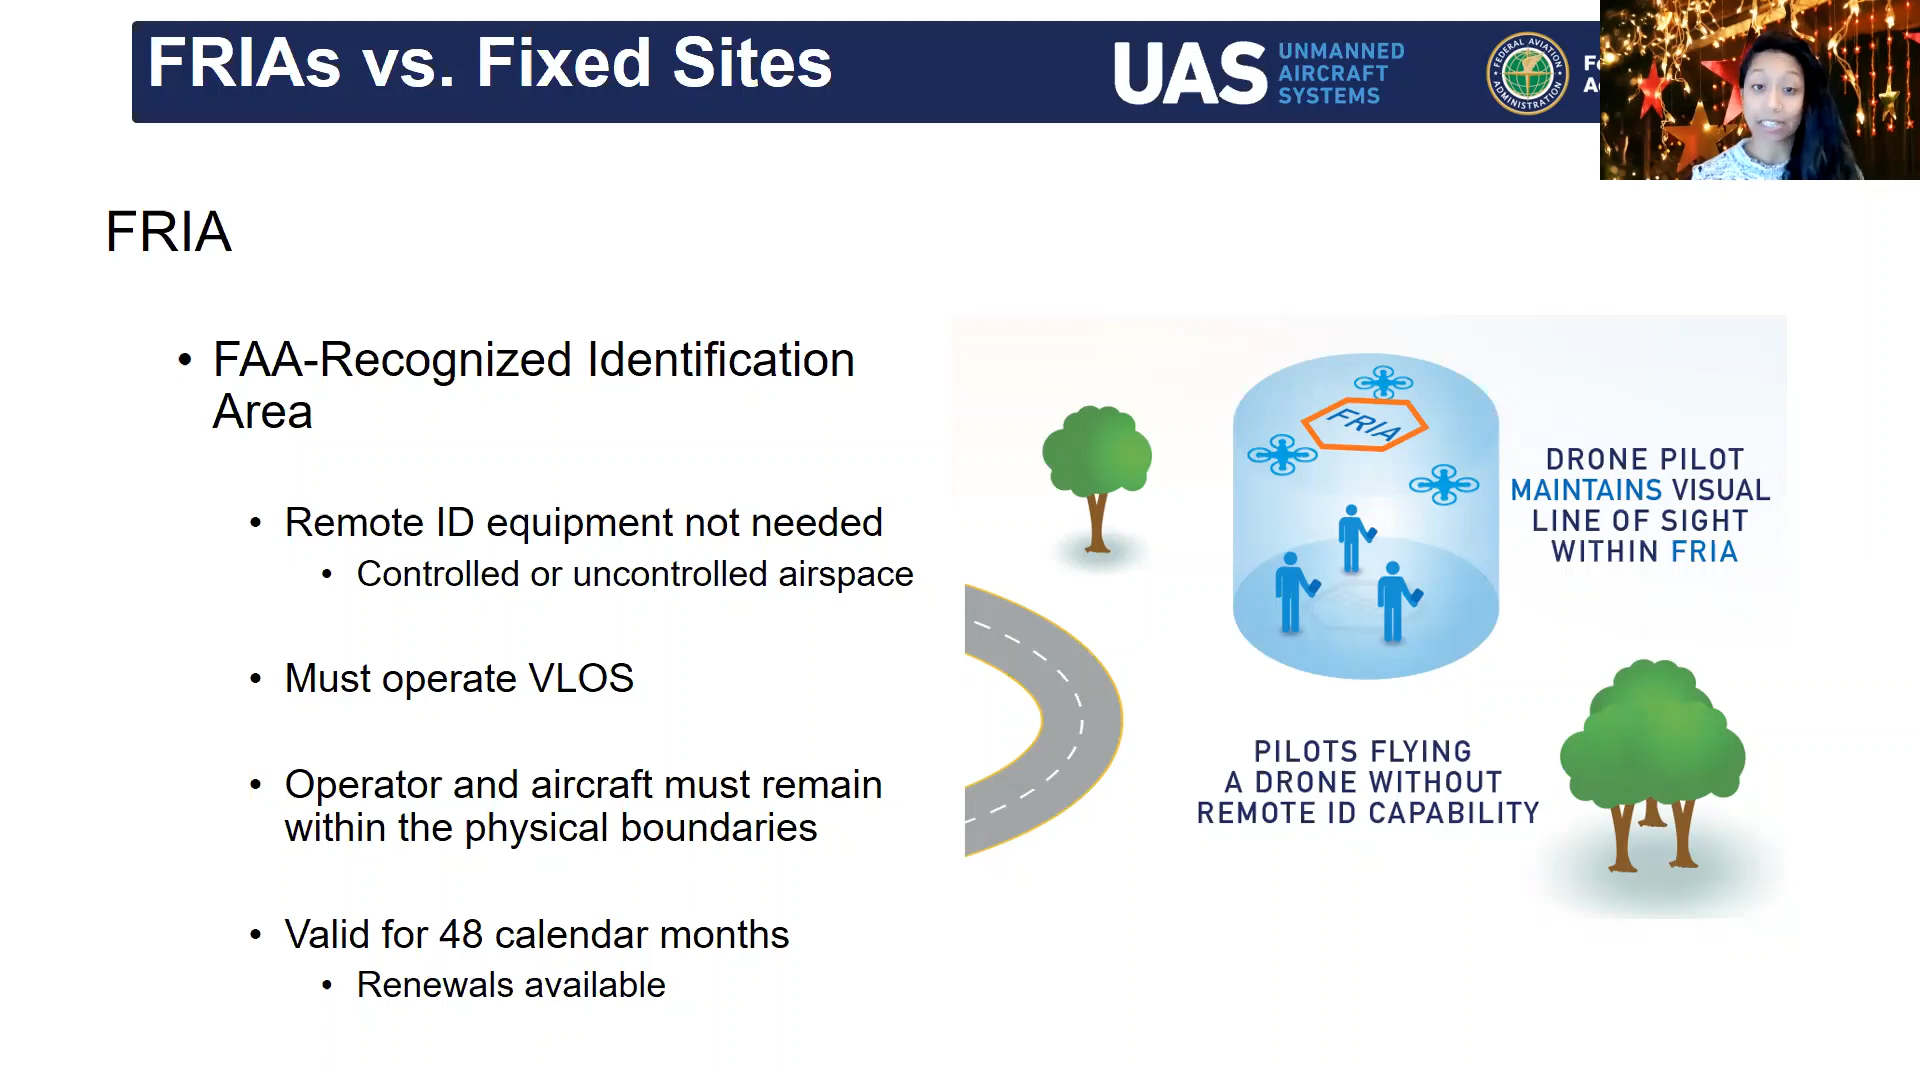 FRIAs vs. Fixed Sites
UAS
UNMANNED
AIRCRAFT
SYSTEMS
FEDERAL AVIATION
ADMINISTRATION
FRIA
• FAA-Recognized Identification
Area
• Remote ID equipment not needed
• Controlled or uncontrolled airspace
• Must operate VLOS
• Operator and aircraft must remain
within the physical boundaries
• Valid for 48 calendar months
• Renewals available
FRIA
DRONE PILOT
MAINTAINS VISUAL
LINE OF SIGHT
WITHIN FRIA
PILOTS FLYING
A DRONE WITHOUT
REMOTE ID CAPABILITY